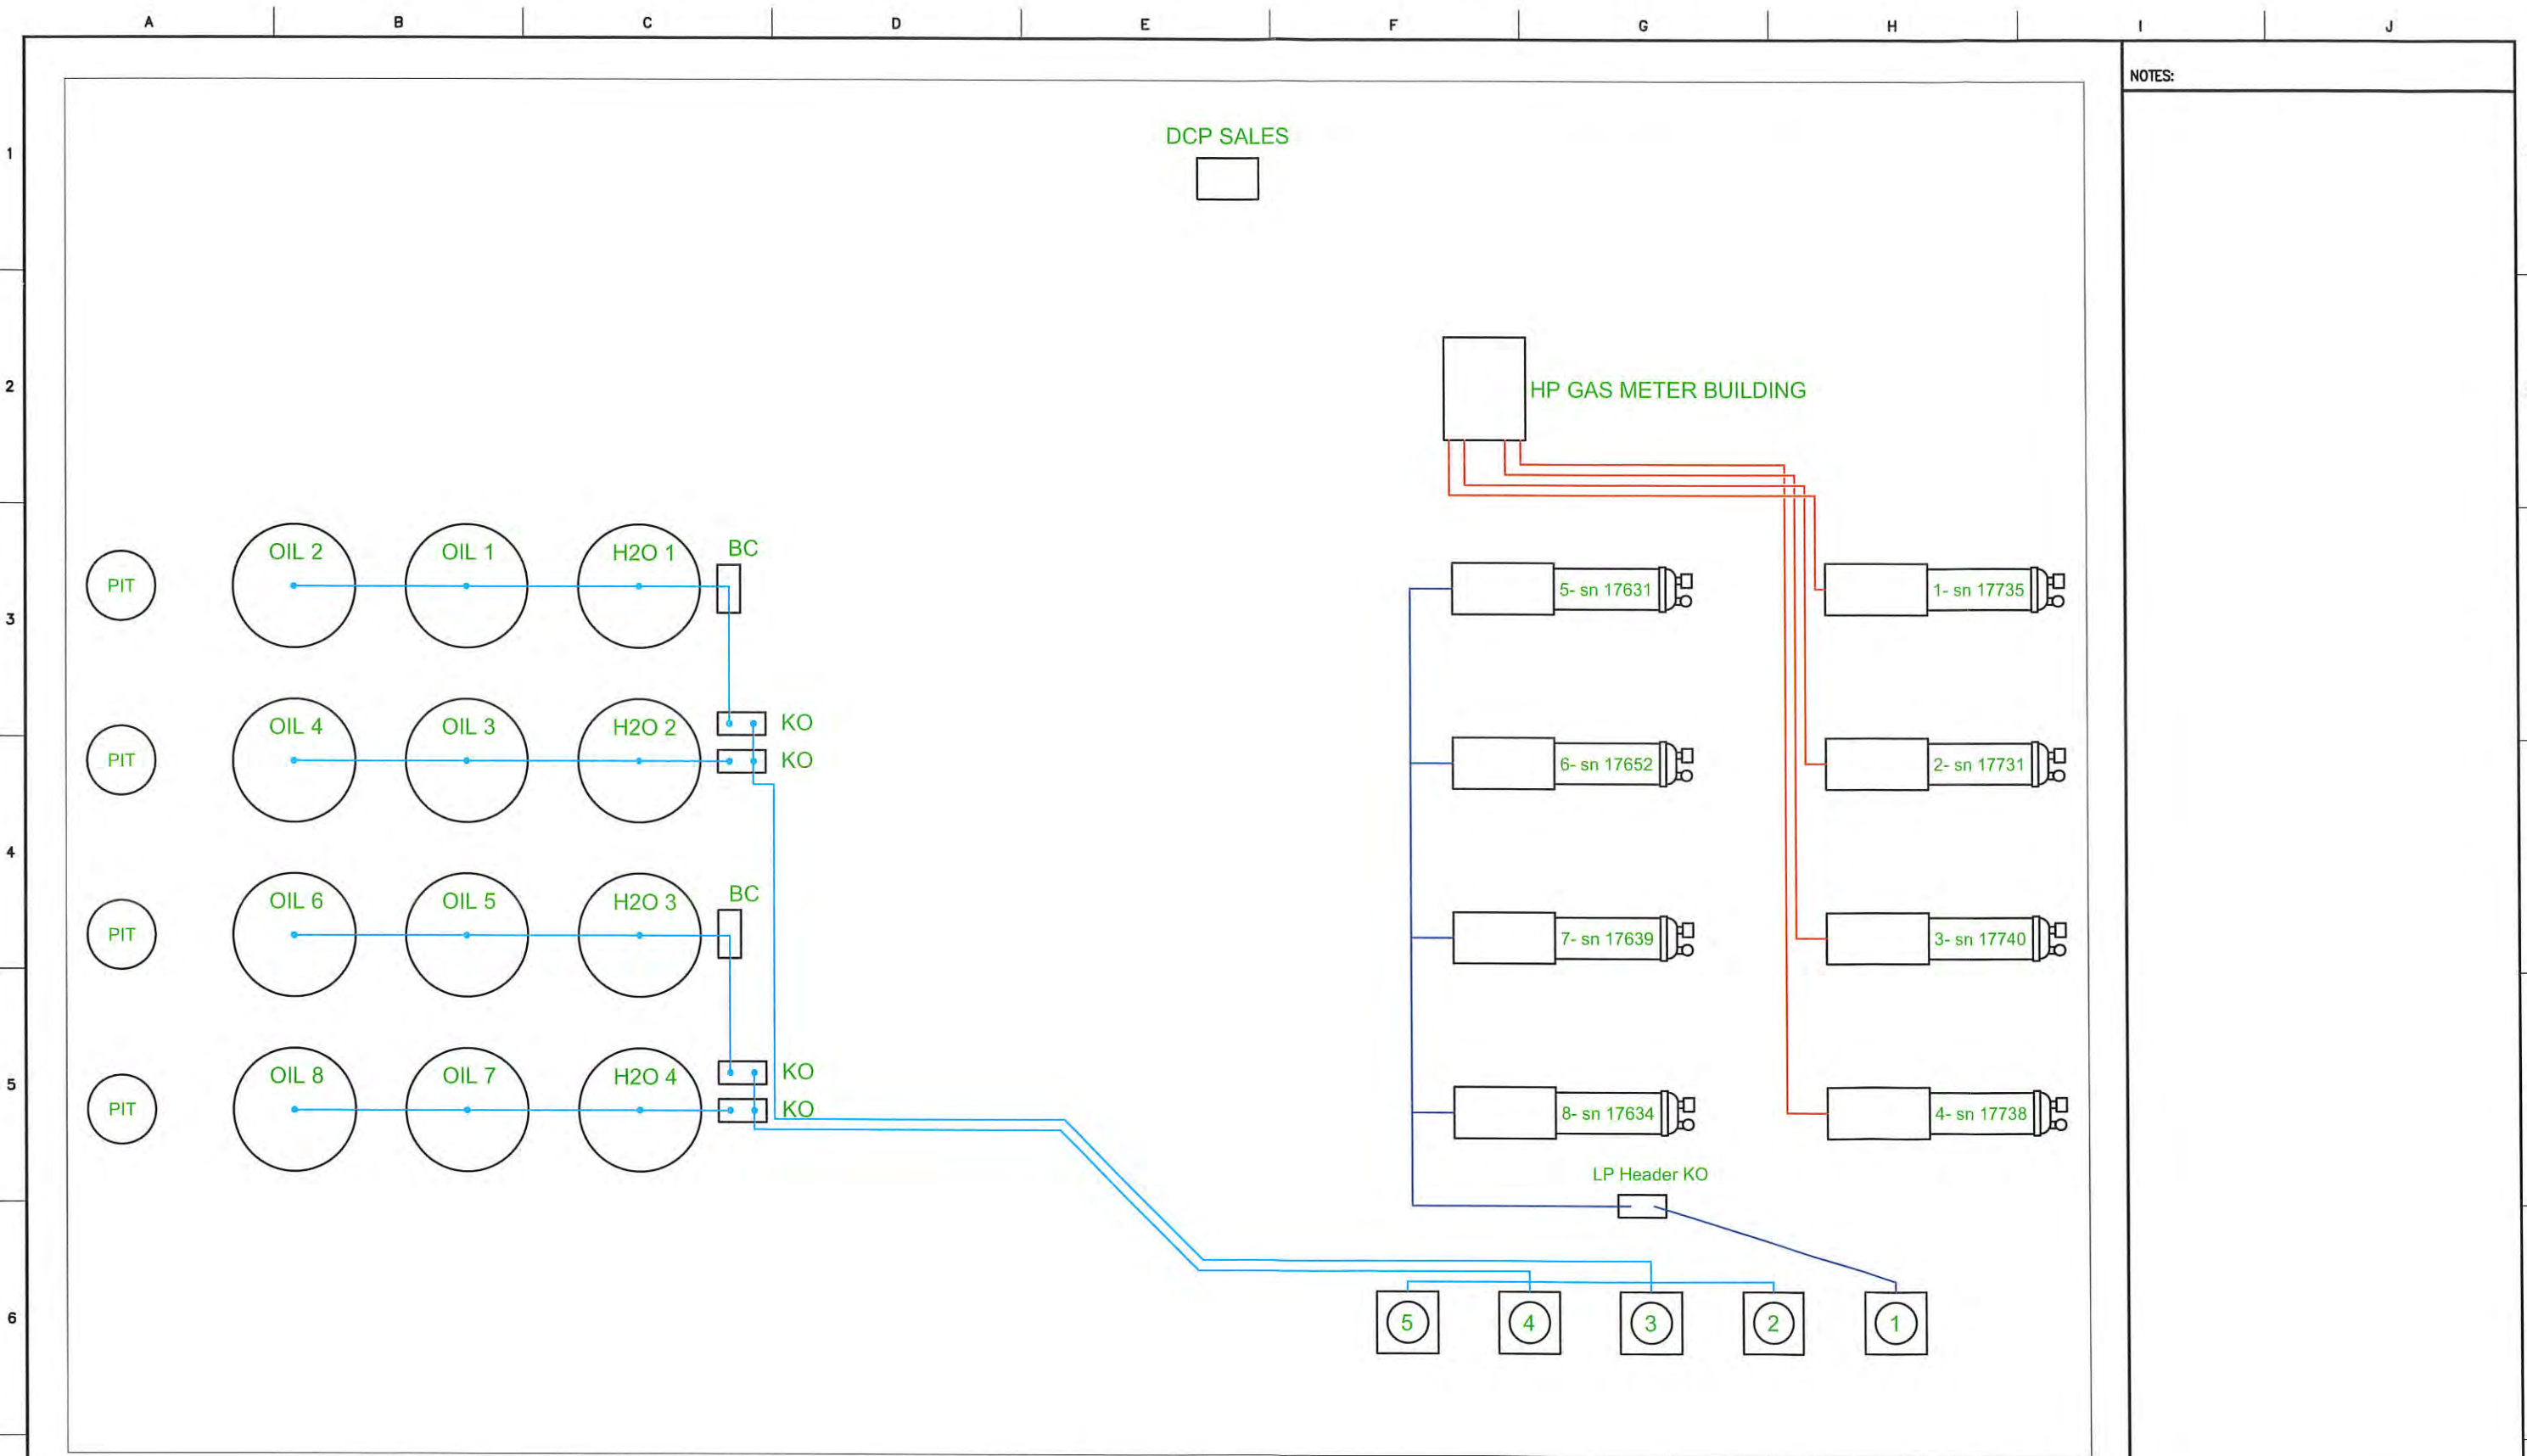 A B C D E F G H I J
NOTES:
1
DCP SALES
2
HP GAS METER BUILDING
3
PIT OIL 2 OIL 1 H2O 1 BC
5- sn 17631 1- sn 17735
KO
PIT OIL 4 OIL 3 H2O 2 KO
6- sn 17652 2- sn 17731
4
PIT OIL 6 OIL 5 H2O 3 BC
7- sn 17639 3- sn 17740
KO
5
PIT OIL 8 OIL 7 H2O 4 KO
8- sn 17634 4- sn 17738
LP Header KO
6
5 4 3 2 1